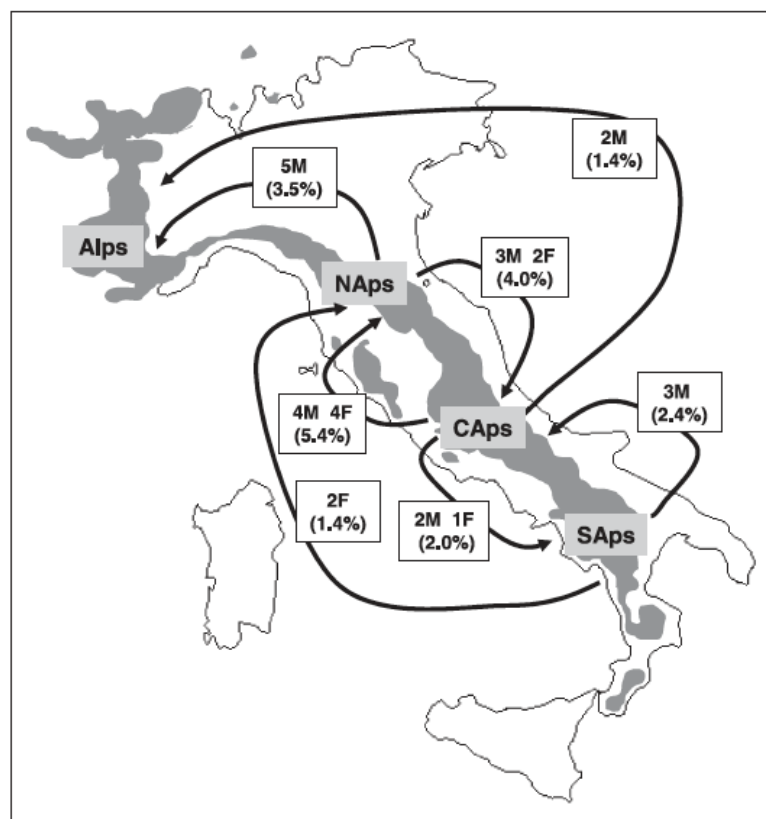 2M
(1.4%)
5M
(3.5%)
Alps
3M 2F
(4.0%)
NAps
3M
(2.4%)
4M 4F
(5.4%)
CAps
2F
(1.4%)
2M 1F
(2.0%)
SAps